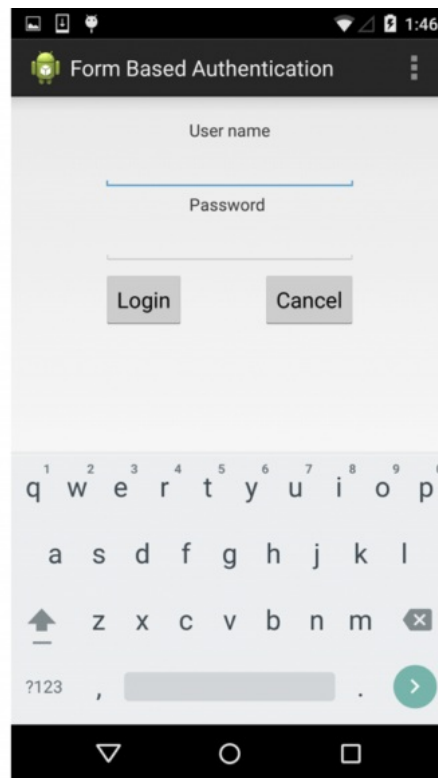 1:46
Form Based Authentication
User name
Password
Login Cancel
1 2 3 4 5 6 7 8 9
q w e r t y u i o p
a s d f g h j k l
z x c v b n m
?123 , .